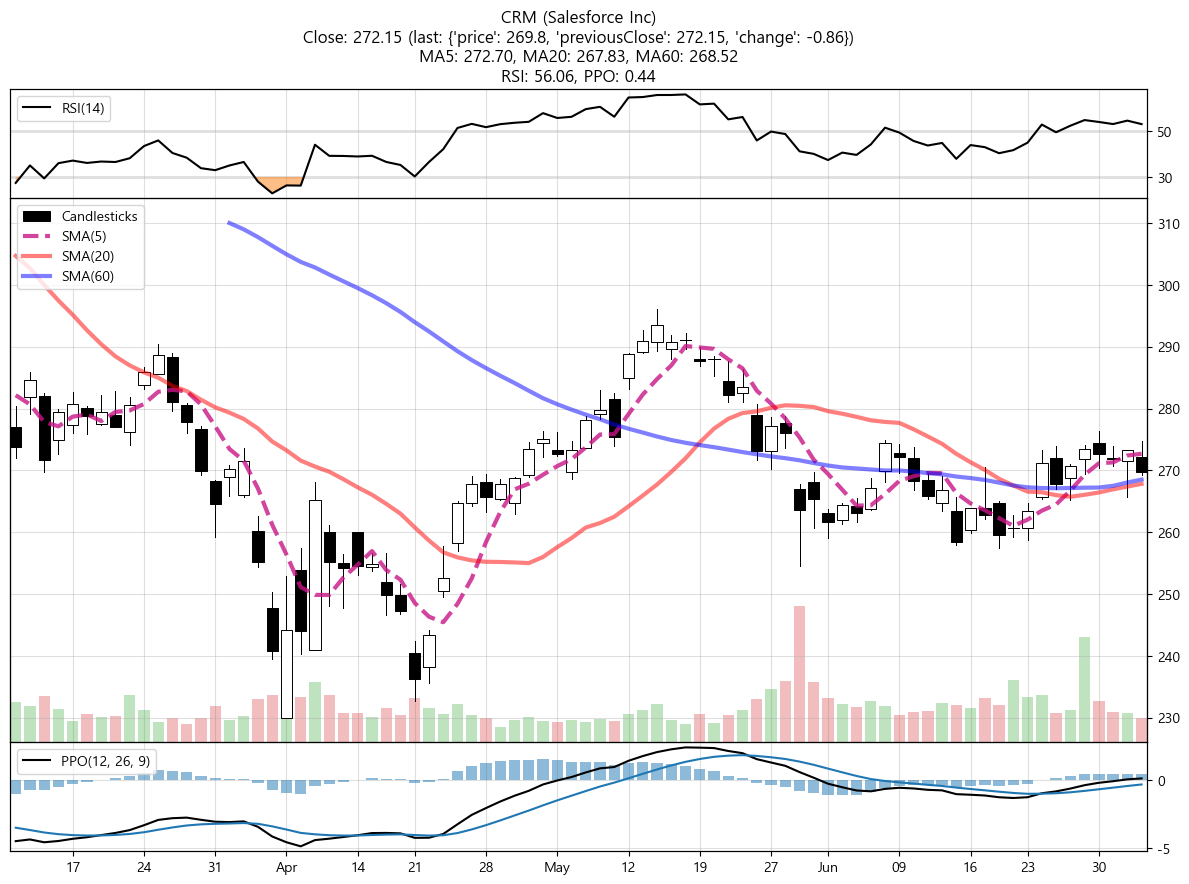 CRM (Salesforce Inc)
Close: 272.15 (last: {'price': 269.8, 'previousClose': 272.15, 'change': -0.86})
MA5: 272.70, MA20: 267.83, MA60: 268.52
RSI: 56.06, PPO: 0.44
RSI(14)
50
30
Candlesticks
SMA(5)
SMA(20)
SMA(60)
310
300
290
280
270
260
250
240
230
PPO(12, 26, 9)
0
-5
17 24 31 Apr 14 21 28 May 12 19 27 Jun 09 16 23 30